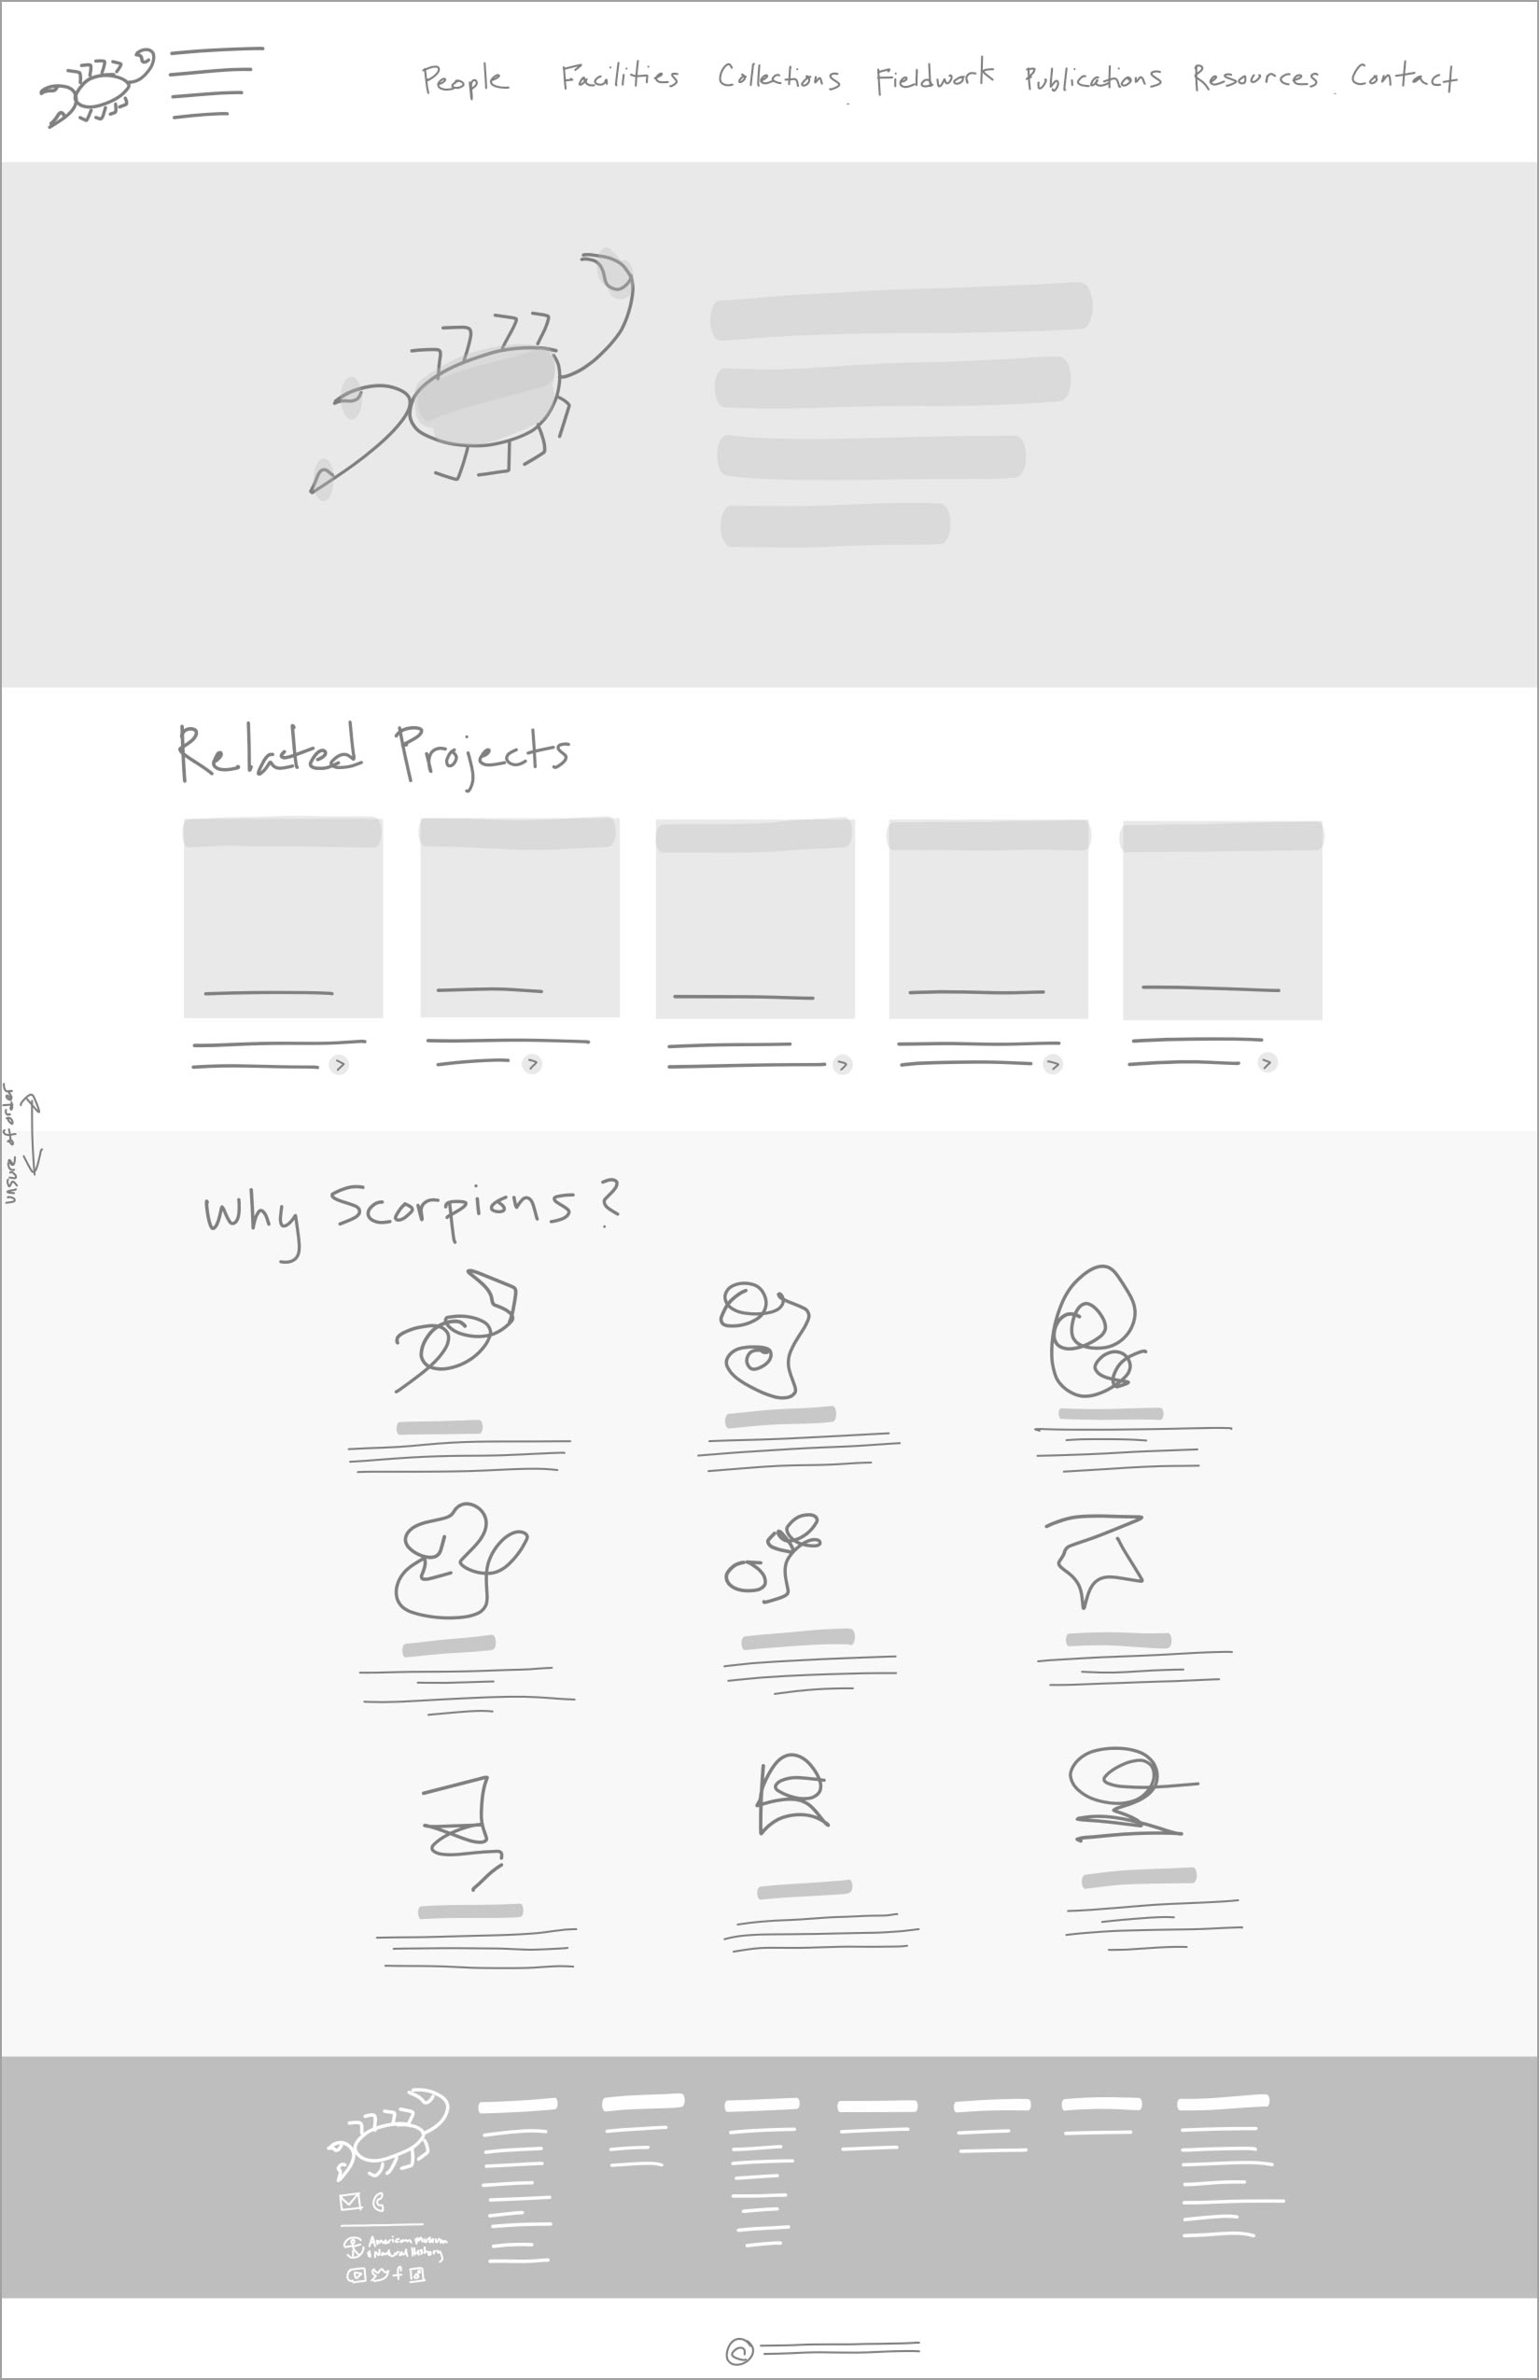 People Facilities Collections Fieldwork Publications Resources Contact
Related Projects
unsure of order
Why Scorpions?
American Museum
of Natural History